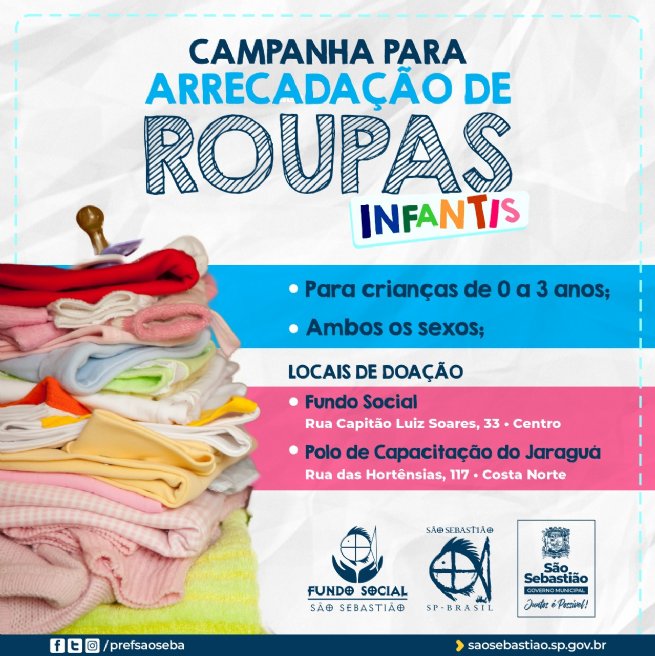 CAMPANHA PARA
ARRECADAÇÃO DE
ROUPAS
INFANTIS
• Para crianças de 0 a 3 anos;
• Ambos os sexos;
LOCAIS DE DOAÇÃO
• Fundo Social
Rua Capitão Luiz Soares, 33 • Centro
• Polo de Capacitação do Jaraguá
Rua das Hortênsias, 117 • Costa Norte
FUNDO SOCIAL
SÃO SEBASTIÃO
SÃO SEBASTIÃO
SP-BRASIL
São
Sebastião
GOVERNO MUNICIPAL
Juntos é Possível!
/prefsaoseba
saosebastiao.sp.gov.br